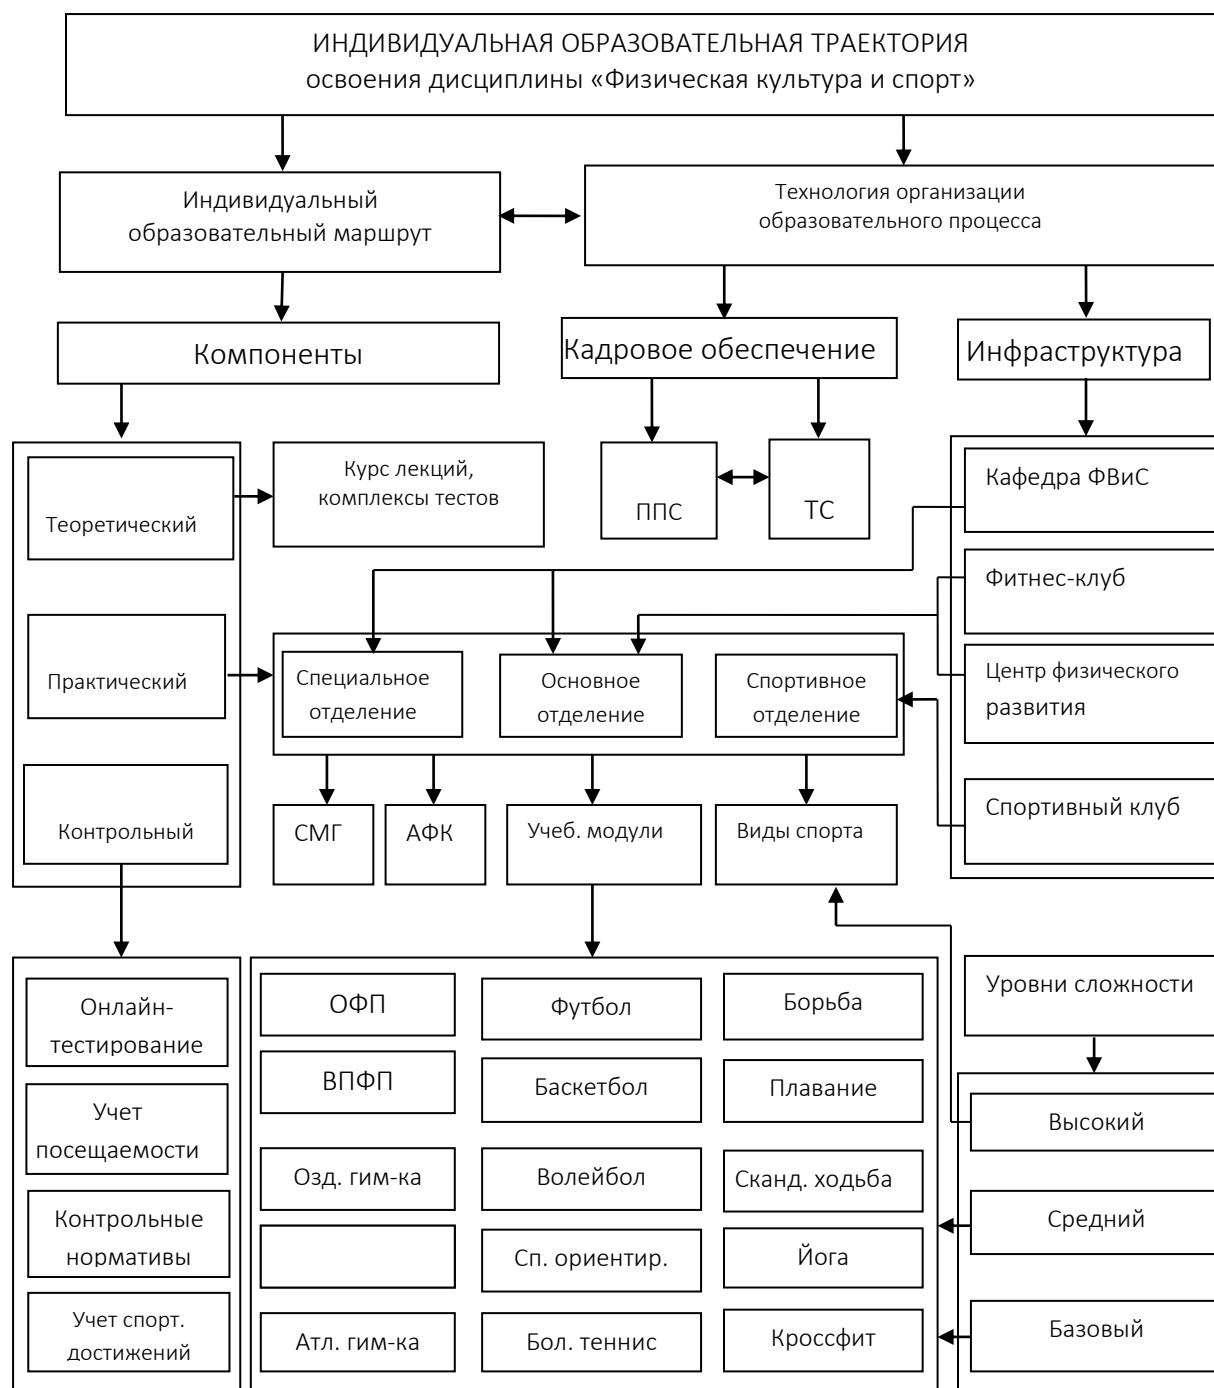 ИНДИВИДУАЛЬНАЯ ОБРАЗОВАТЕЛЬНАЯ ТРАЕКТОРИЯ
освоения дисциплины «Физическая культура и спорт»
Индивидуальный
образовательный маршрут
Технология организации
образовательного процесса
Компоненты
Кадровое обеспечение
Инфраструктура
Теоретический
Курс лекций,
комплексы тестов
ППС
ТС
Кафедра ФВиС
Фитнес-клуб
Центр физического
развития
Спортивный клуб
Практический
Специальное
отделение
Основное
отделение
Спортивное
отделение
Контрольный
СМГ
АФК
Учеб. модули
Виды спорта
Онлайн-
тестирование
Учет
посещаемости
Контрольные
нормативы
Учет спорт.
достижений
ОФП
ВПФП
Озд. гим-ка
Атл. гим-ка
Футбол
Баскетбол
Волейбол
Сп. ориентир.
Бол. теннис
Борьба
Плавание
Сканд. ходьба
Йога
Кроссфит
Уровни сложности
Высокий
Средний
Базовый